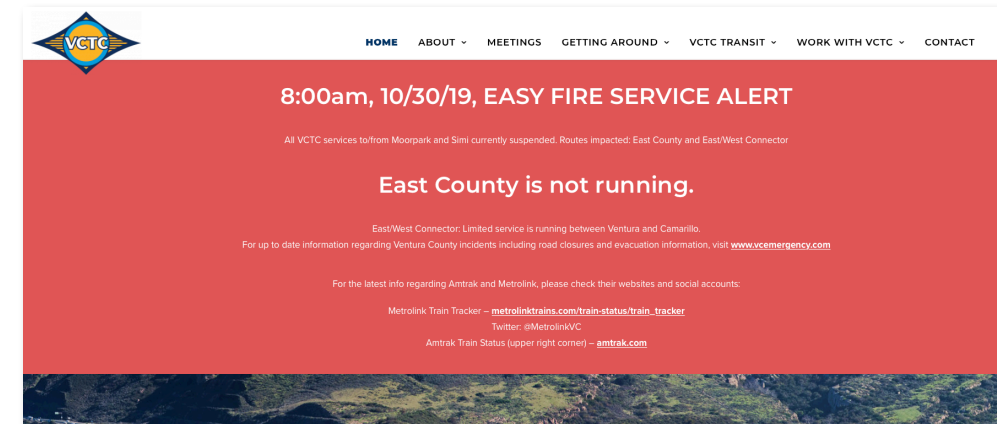 VCTC
HOME ABOUT MEETINGS GETTING AROUND VCTC TRANSIT WORK WITH VCTC CONTACT
8:00am, 10/30/19, EASY FIRE SERVICE ALERT
All VCTC services to/from Moorpark and Simi currently suspended. Routes impacted: East County and East/West Connector
East County is not running.
East/West Connector: Limited service is running between Ventura and Camarillo.
For up to date information regarding Ventura County incidents including road closures and evacuation information, visit www.vcemergency.com
For the latest info regarding Amtrak and Metrolink, please check their websites and social accounts:
Metrolink Train Tracker – metrolinktrains.com/train-status/train_tracker
Twitter: @MetrolinkVC
Amtrak Train Status (upper right corner) – amtrak.com